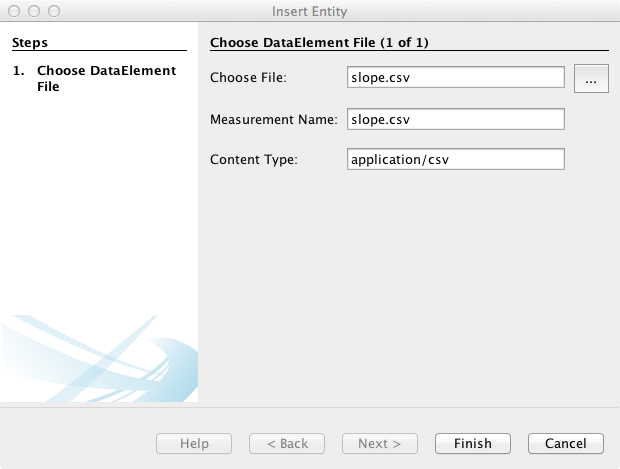 Insert Entity
Steps
1. Choose DataElement
File
Choose DataElement File (1 of 1)
Choose File: slope.csv ...
Measurement Name: slope.csv
Content Type: application/csv
Help < Back Next > Finish Cancel